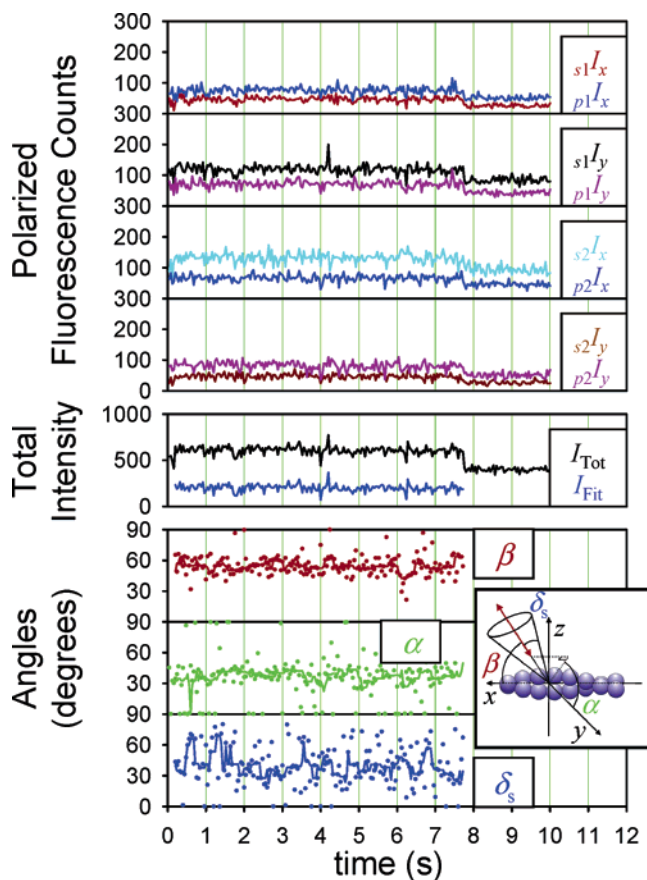 Polarized
Fluorescence Counts
300
200
100
300
200
100
300
200
100
300
200
100
0
s1Ix
p1Ix
s1Iy
p1Iy
s2Ix
p2Ix
s2Iy
p2Iy
Total
Intensity
1000
500
0
ITot
IFit
Angles
(degrees)
90
60
30
90
60
30
90
60
30
0
β
α
δs
δs
z
β
x
α
y
0 1 2 3 4 5 6 7 8 9 10 11 12
time (s)